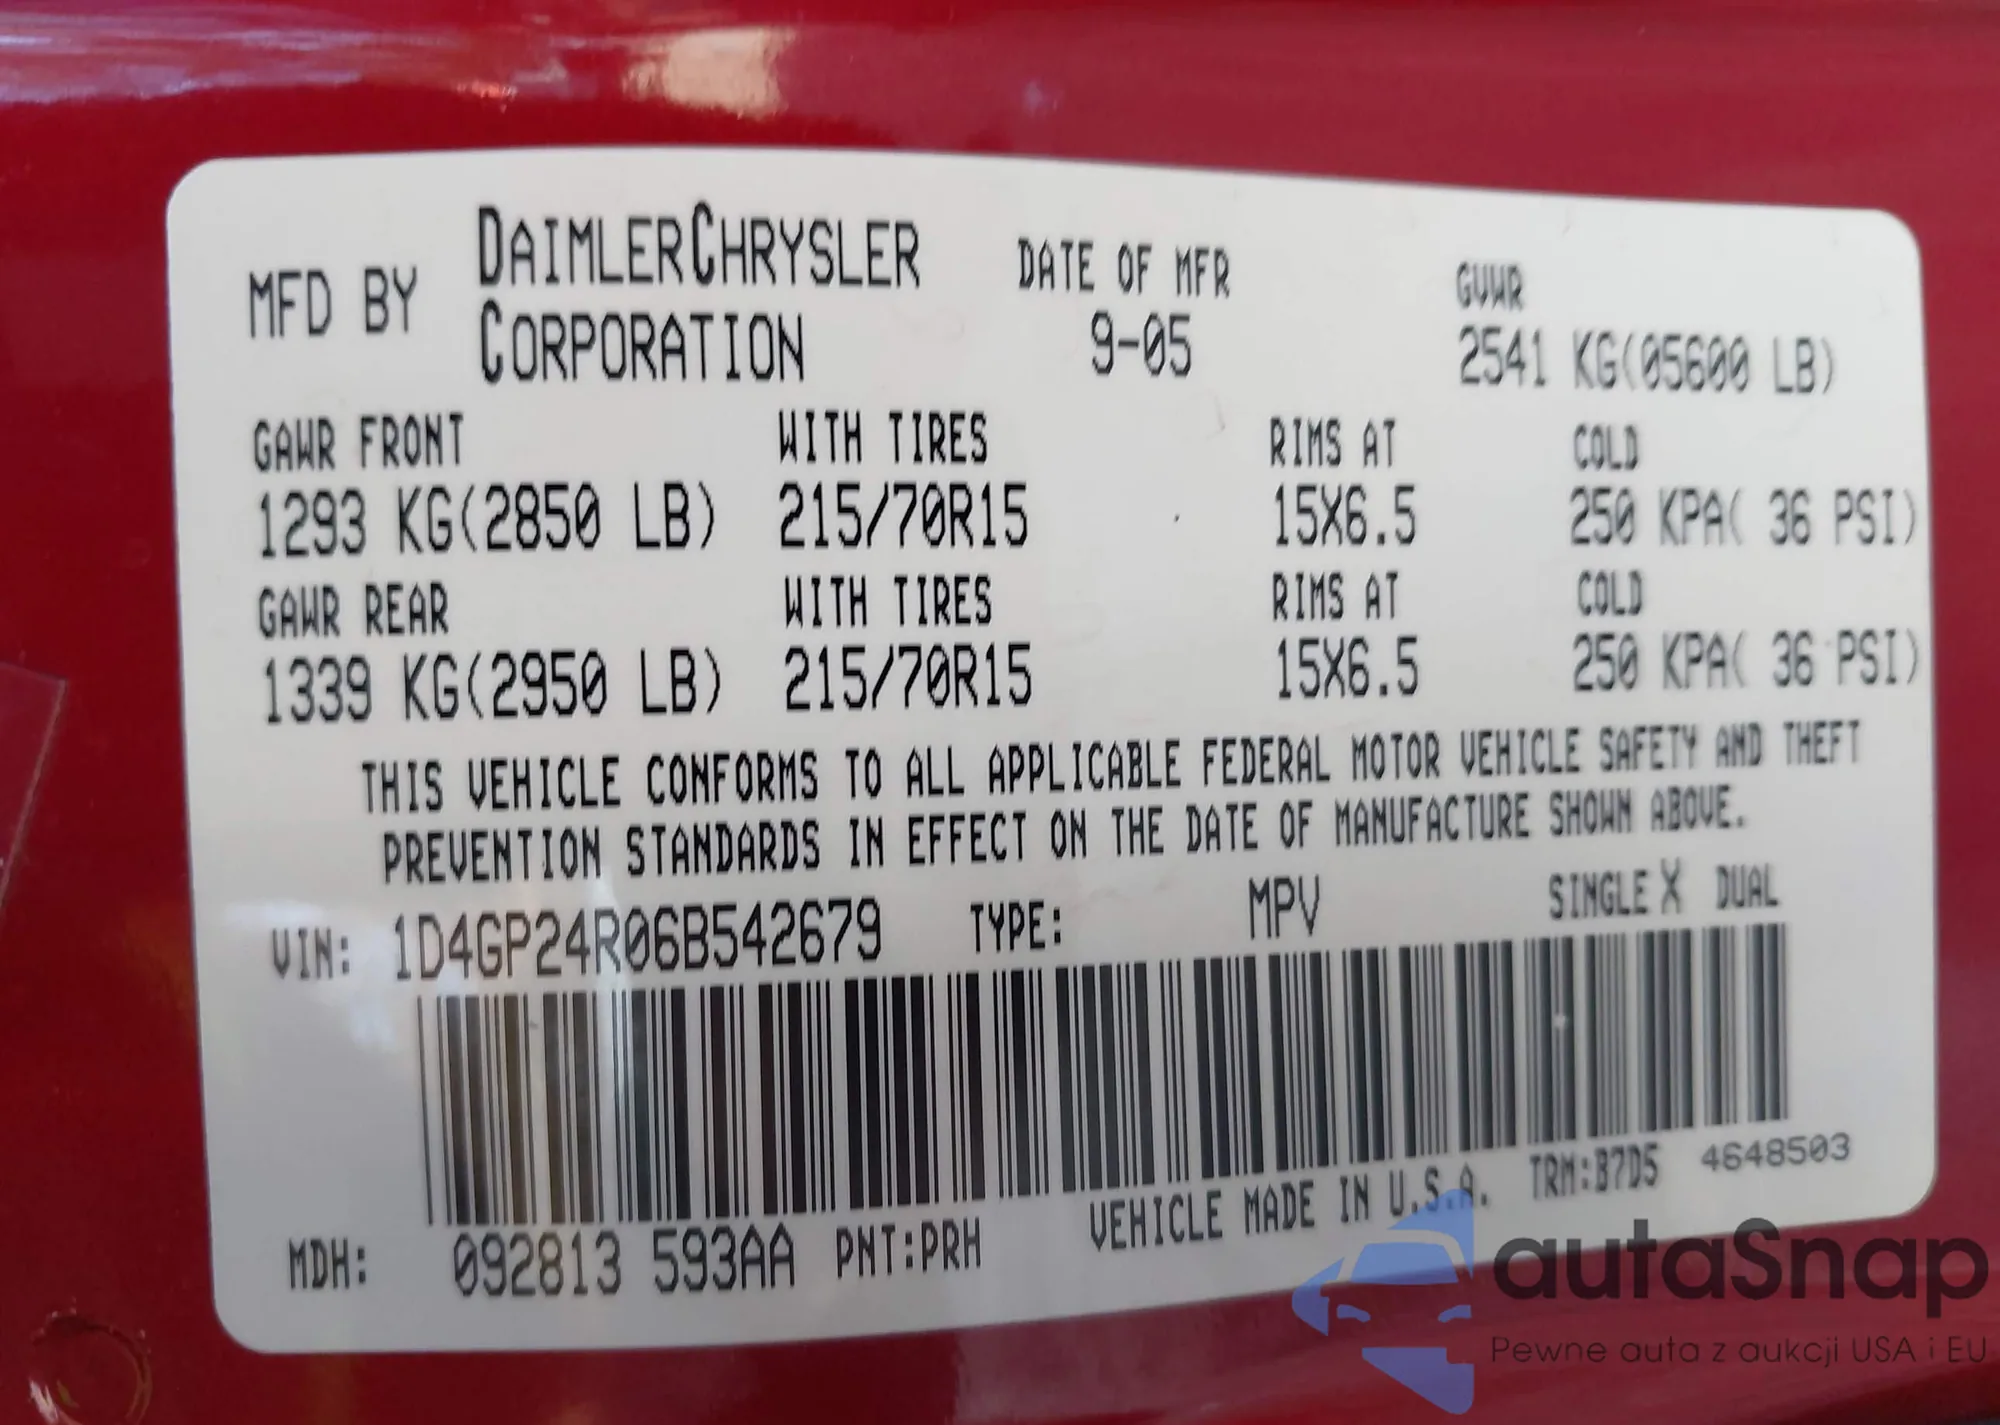 MFD BY DAIMLERCHRYSLER CORPORATION DATE OF MFR 9-05 GVWR 2541 KG(05600 LB)
GAWR FRONT WITH TIRES RIMS AT COLD
1293 KG(2850 LB) 215/70R15 15X6.5 250 KPA( 36 PSI)
GAWR REAR WITH TIRES RIMS AT COLD
1339 KG(2950 LB) 215/70R15 15X6.5 250 KPA( 36 PSI)
THIS VEHICLE CONFORMS TO ALL APPLICABLE FEDERAL MOTOR VEHICLE SAFETY AND THEFT
PREVENTION STANDARDS IN EFFECT ON THE DATE OF MANUFACTURE SHOWN ABOVE.
VIN: 1D4GP24R06B542679 TYPE: MPV SINGLE X DUAL
MDH: 092813 593AA PNT:PRH VEHICLE MADE IN U.S.A. TRM:B7D5 4648503
autaSnap
Pewne auta z aukcji USA i EU